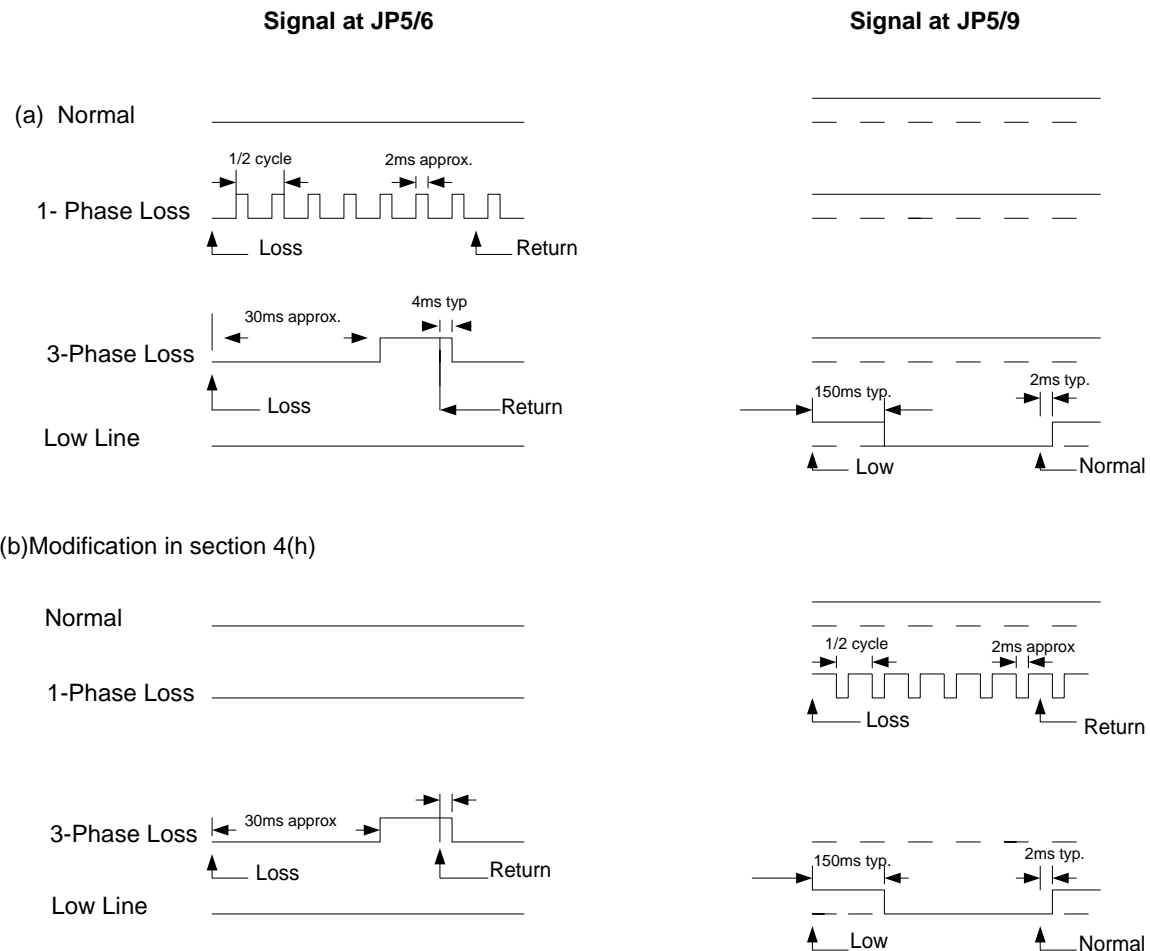 Signal at JP5/6
Signal at JP5/9
(a) Normal
1/2 cycle
2ms approx.
1- Phase Loss
Loss
Return
30ms approx.
4ms typ
3-Phase Loss
Loss
Return
150ms typ.
2ms typ.
Low Line
Low
Normal
(b)Modification in section 4(h)
Normal
1/2 cycle
2ms approx
1-Phase Loss
Loss
Return
3-Phase Loss
30ms approx
Loss
Return
150ms typ.
2ms typ.
Low Line
Low
Normal